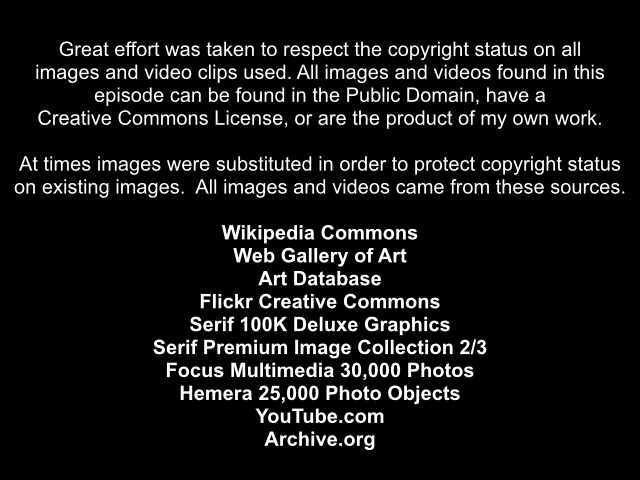 Great effort was taken to respect the copyright status on all
images and video clips used. All images and videos found in this
episode can be found in the Public Domain, have a
Creative Commons License, or are the product of my own work.
At times images were substituted in order to protect copyright status
on existing images.  All images and videos came from these sources.
Wikipedia Commons
Web Gallery of Art
Art Database
Flickr Creative Commons
Serif 100K Deluxe Graphics
Serif Premium Image Collection 2/3
Focus Multimedia 30,000 Photos
Hemera 25,000 Photo Objects
YouTube.com
Archive.org